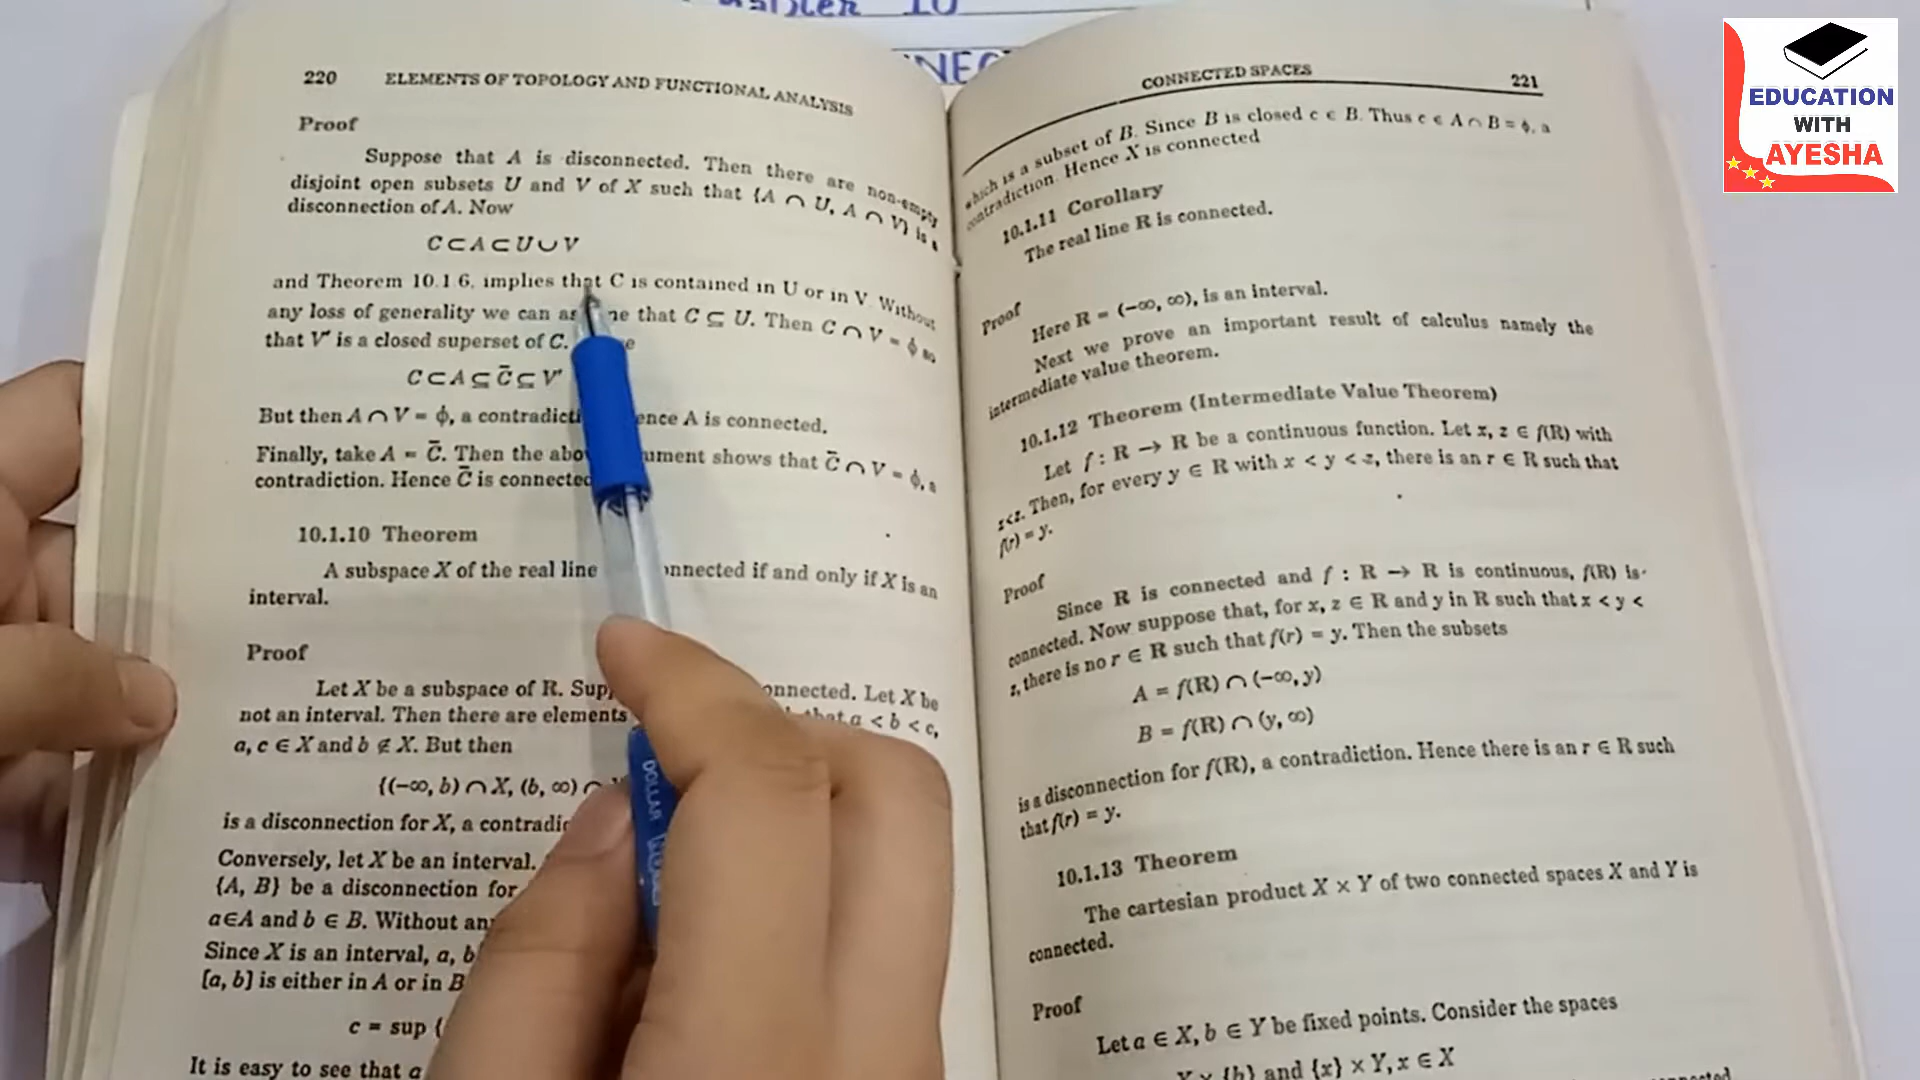 220 ELEMENTS OF TOPOLOGY AND FUNCTIONAL ANALYSIS
Proof
Suppose that A is disconnected. Then there are non-empty
disjoint open subsets U and V of X such that {A ∩ U, A ∩ V} is a
disconnection of A. Now
C ⊂ A ⊂ U ∪ V
and Theorem 10.1.6, implies that C is contained in U or in V. Without
any loss of generality we can that C ⊆ U. Then C ∩ V = ϕ so
that V' is a closed superset of C.
C ⊂ A ⊆ C̄ ⊆ V'
But then A ∩ V = ϕ, a A is connected.
Finally, take A = C̄. Then the shows that C̄ ∩ V = ϕ, a
contradiction. Hence C̄ is connected
10.1.10 Theorem
A subspace X of the real line if and only if X is an
interval.
Proof
Let X be a subspace of R. Let X be
not an interval. Then there are elements that a < b < c,
a, c ∈ X and b ∉ X. But then
{(-∞, b) ∩ X, (b, ∞) ∩
is a disconnection for X, a
Conversely, let X be an interval.
{A, B} be a disconnection for
a∈A and b ∈ B. Without
Since X is an interval, a, b
[a, b] is either in A or in B
c = sup {
It is easy to see that a
CONNECTED SPACES 221
which is a subset of B. Since B is closed c ∈ B. Thus c ∈ A ∩ B = ϕ, a
contradiction. Hence X is connected
10.1.11 Corollary
The real line R is connected.
Proof
Here R = (-∞, ∞), is an interval.
Next we prove an important result of calculus namely the
intermediate value theorem.
10.1.12 Theorem (Intermediate Value Theorem)
Let f : R → R be a continuous function. Let x, z ∈ f(R) with
x<z. Then, for every y ∈ R with x < y < z, there is an r ∈ R such that
f(r) = y.
Proof
Since R is connected and f : R → R is continuous, f(R) is
connected. Now suppose that, for x, z ∈ R and y in R such that x < y <
z, there is no r ∈ R such that f(r) = y. Then the subsets
A = f(R) ∩ (-∞, y)
B = f(R) ∩ (y, ∞)
is a disconnection for f(R), a contradiction. Hence there is an r ∈ R such
that f(r) = y.
10.1.13 Theorem
The cartesian product X × Y of two connected spaces X and Y is
connected.
Proof
Let a ∈ X, b ∈ Y be fixed points. Consider the spaces
X × {b} and {x} × Y, x ∈ X
EDUCATION
WITH
AYESHA
DOLLAR